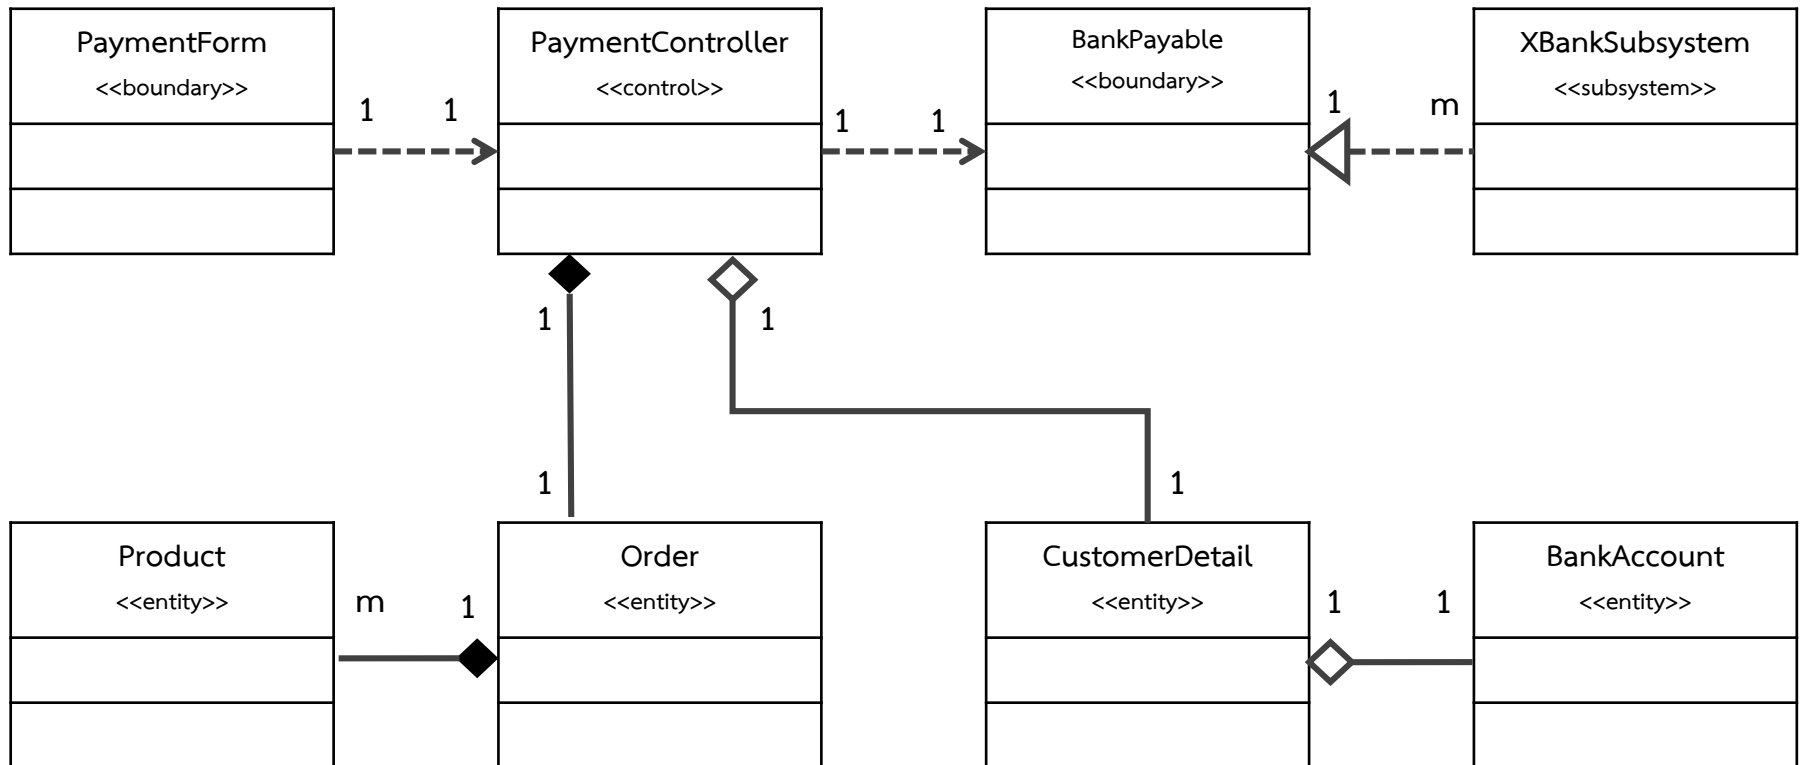 PaymentForm
<<boundary>>
PaymentController
<<control>>
BankPayable
<<boundary>>
XBankSubsystem
<<subsystem>>
1
1
1
1
1
m
1
1
1
1
Product
<<entity>>
Order
<<entity>>
CustomerDetail
<<entity>>
BankAccount
<<entity>>
m
1
1
1